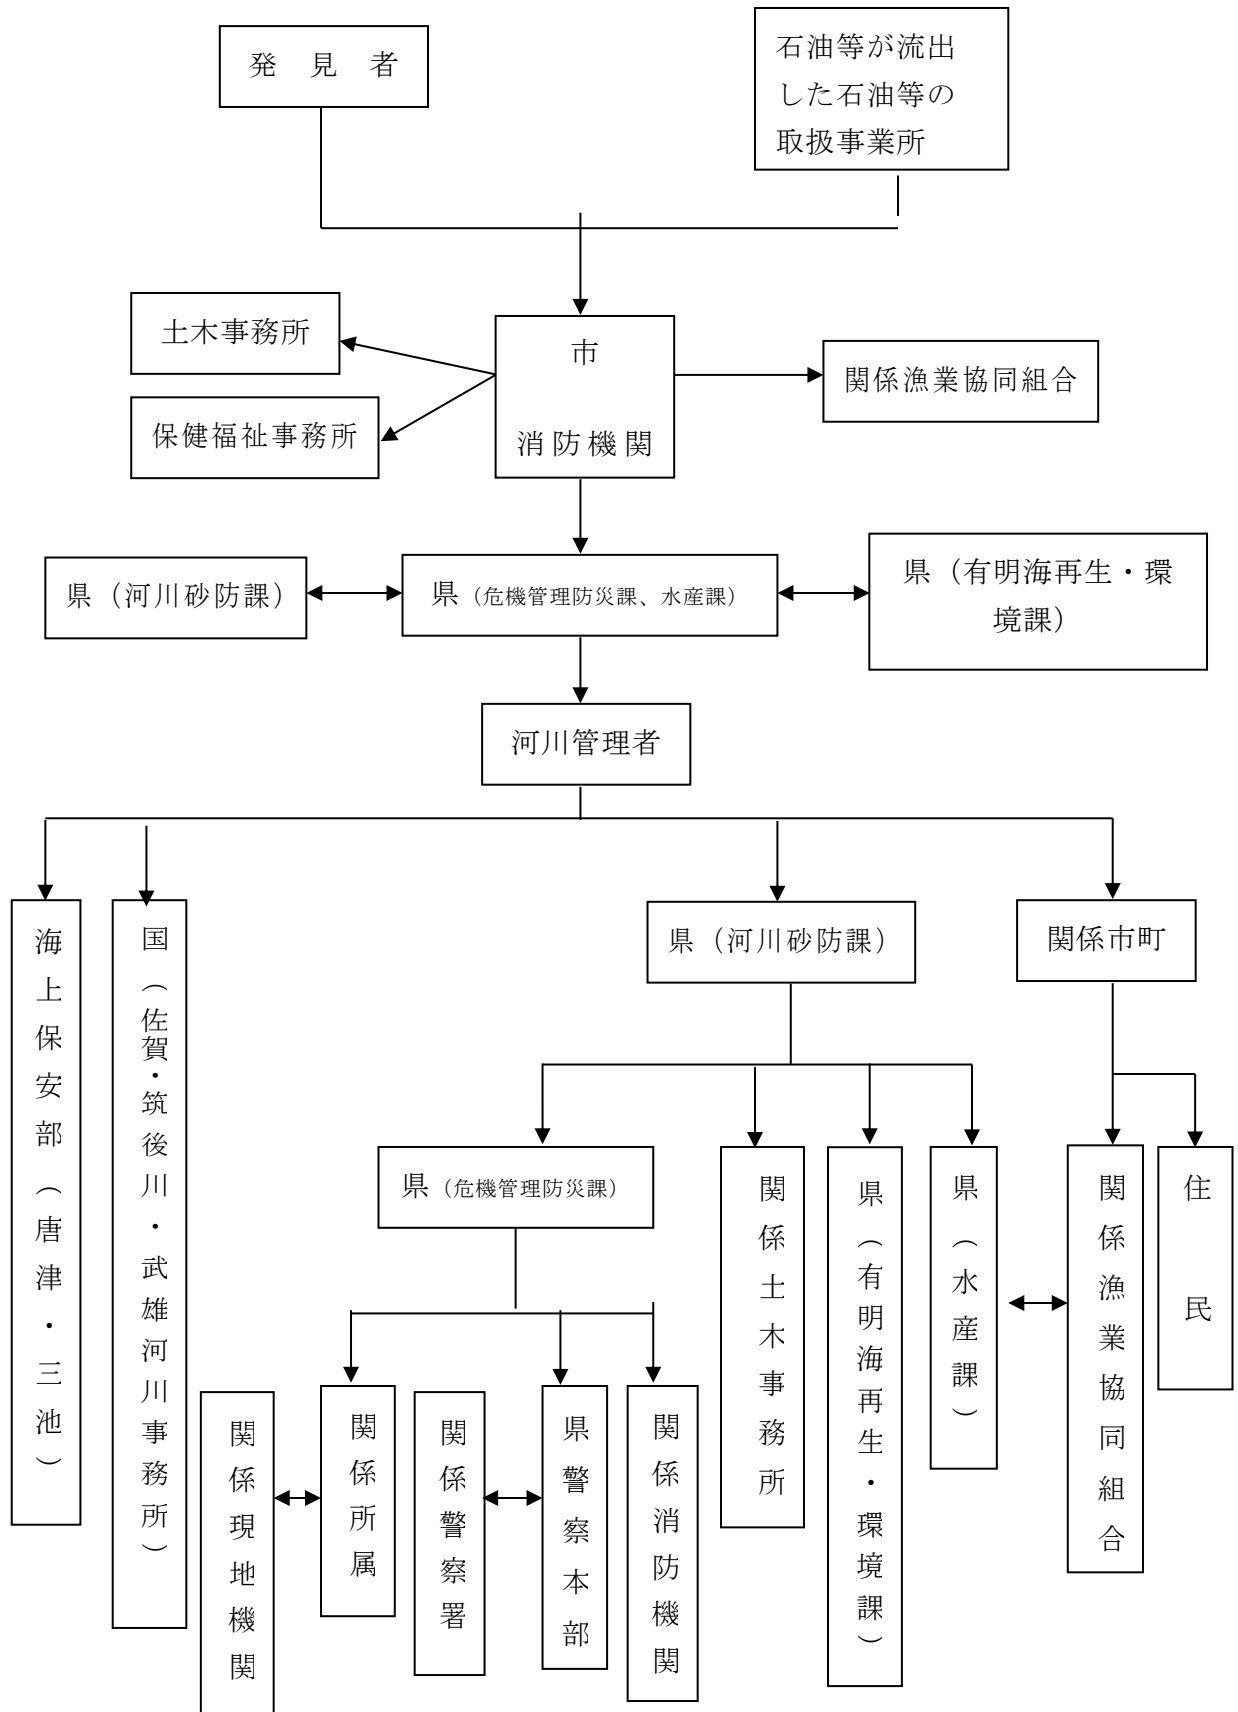 発　見　者
石油等が流出
した石油等の
取扱事業所
土木事務所
保健福祉事務所
市
消防機関
関係漁業協同組合
県（河川砂防課）
県（危機管理防災課、水産課）
県（有明海再生・環
境課）
河川管理者
海上保安部（唐津・三池）
国（佐賀・筑後川・武雄河川事務所）
県（河川砂防課）
関係市町
県（危機管理防災課）
関係土木事務所
県（有明海再生・環境課）
県（水産課）
関係漁業協同組合
住　民
関係現地機関
関係所属
関係警察署
県警察本部
関係消防機関